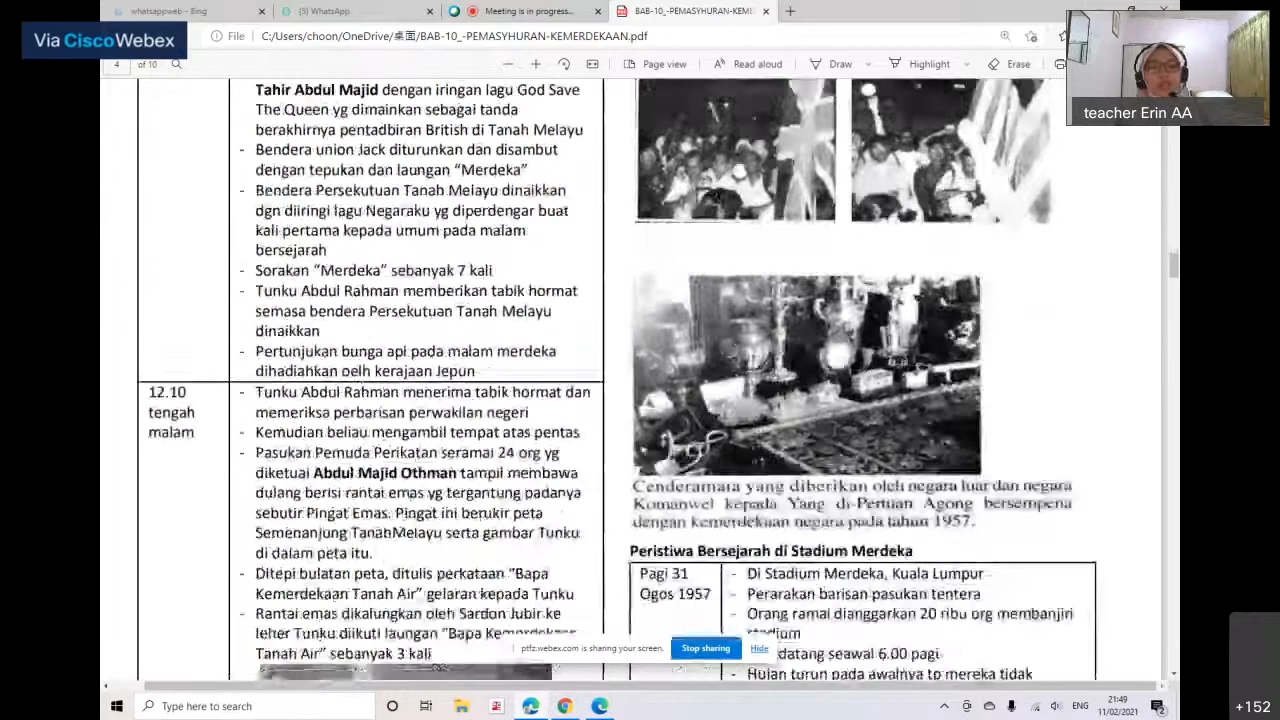 whatsappweb - Bing
(3) WhatsApp
Meeting is in progress...
BAB-10_-PEMASYHURAN-KEME
Via CiscoWebex
File
C:/Users/choon/OneDrive/桌面/BAB-10_-PEMASYHURAN-KEMERDEKAAN.pdf
4 of 10
Page view
Read aloud
Draw
Highlight
Erase
teacher Erin AA
Tahir Abdul Majid dengan iringan lagu God Save
The Queen yg dimainkan sebagai tanda
berakhirnya pentadbiran British di Tanah Melayu
- Bendera union jack diturunkan dan disambut
dengan tepukan dan laungan “Merdeka”
- Bendera Persekutuan Tanah Melayu dinaikkan
dgn diiringi lagu Negaraku yg diperdengar buat
kali pertama kepada umum pada malam
bersejarah
- Sorakan “Merdeka” sebanyak 7 kali
- Tunku Abdul Rahman memberikan tabik hormat
semasa bendera Persekutuan Tanah Melayu
dinaikkan
- Pertunjukan bunga api pada malam merdeka
dihadiahkan oelh kerajaan Jepun
12.10
tengah
malam
- Tunku Abdul Rahman menerima tabik hormat dan
memeriksa perbarisan perwakilan negeri
- Kemudian beliau mengambil tempat atas pentas
- Pasukan Pemuda Perikatan seramai 24 org yg
diketuai Abdul Majid Othman tampil membawa
dulang berisi rantai emas yg tergantung padanya
sebutir Pingat Emas. Pingat ini berukir peta
Semenanjung TanahMelayu serta gambar Tunku
di dalam peta itu.
- Ditepi bulatan peta, ditulis perkataan “Bapa
Kemerdekaan Tanah Air” gelaran kepada Tunku
- Rantai emas dikalungkan oleh Sardon Jubir ke
leher Tunku diikuti laungan “Bapa Kemerdekaan
Tanah Air” sebanyak 3 kali
Cenderamata yang diberikan oleh negara luar dan negara
Komanwel kepada Yang di-Pertuan Agong bersempena
dengan kemerdekaan negara pada tahun 1957.
Peristiwa Bersejarah di Stadium Merdeka
Pagi 31
Ogos 1957
- Di Stadium Merdeka, Kuala Lumpur
- Perarakan barisan pasukan tentera
- Orang ramai dianggarkan 20 ribu org membanjiri
stadium
datang seawal 6.00 pagi
- Hujan turun pada awalnya tp mereka tidak
ptfz.webex.com is sharing your screen.
Stop sharing
Hide
Type here to search
ENG
21:49
11/02/2021
2
+152